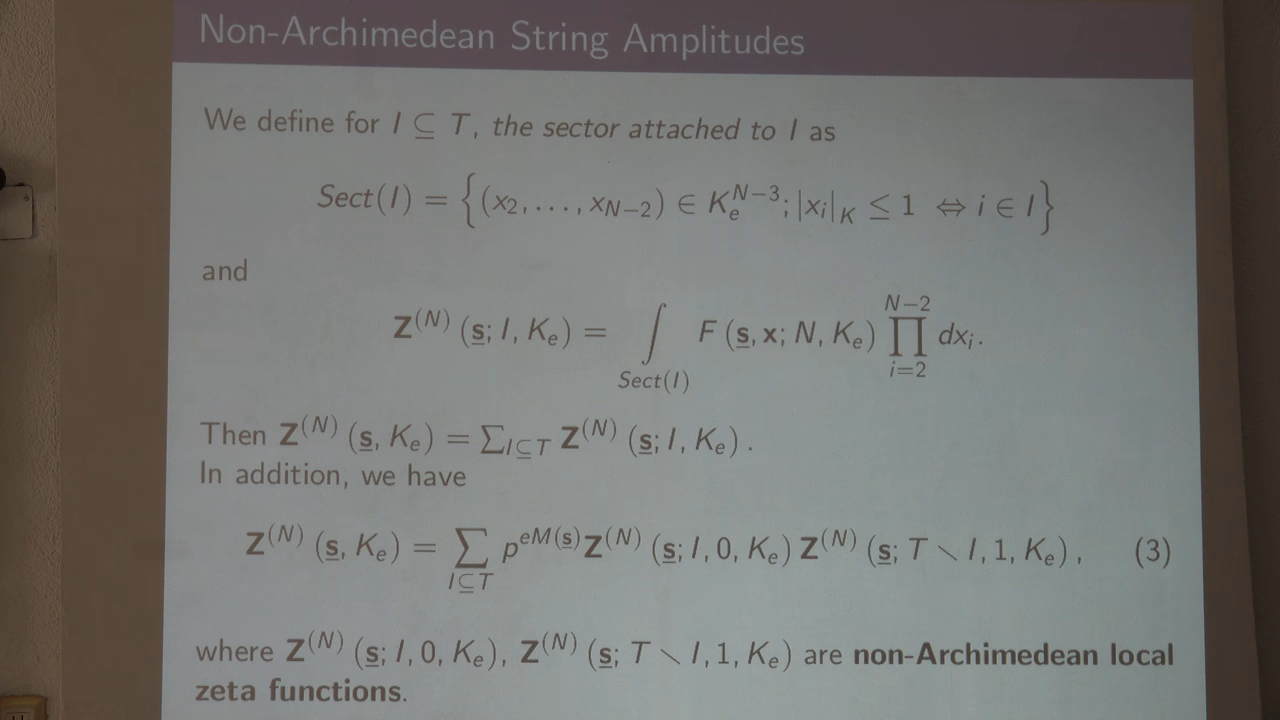 Non-Archimedean String Amplitudes
We define for I ⊆ T, the sector attached to I as
Sect(I) = {(x₂, . . . , x_{N−2}) ∈ K_e^{N−3}; |x_i|_K ≤ 1 ⇔ i ∈ I}
and
Z^{(N)} (s̲; I, K_e) = ∫_{Sect(I)} F (s̲, x; N, K_e) ∏_{i=2}^{N−2} dx_i.
Then Z^{(N)} (s̲, K_e) = ∑_{I⊆T} Z^{(N)} (s̲; I, K_e) .
In addition, we have
Z^{(N)} (s̲, K_e) = ∑_{I⊆T} p^{eM(s̲)} Z^{(N)} (s̲; I, 0, K_e) Z^{(N)} (s̲; T ∖ I, 1, K_e) , (3)
where Z^{(N)} (s̲; I, 0, K_e), Z^{(N)} (s̲; T ∖ I, 1, K_e) are non-Archimedean local
zeta functions.